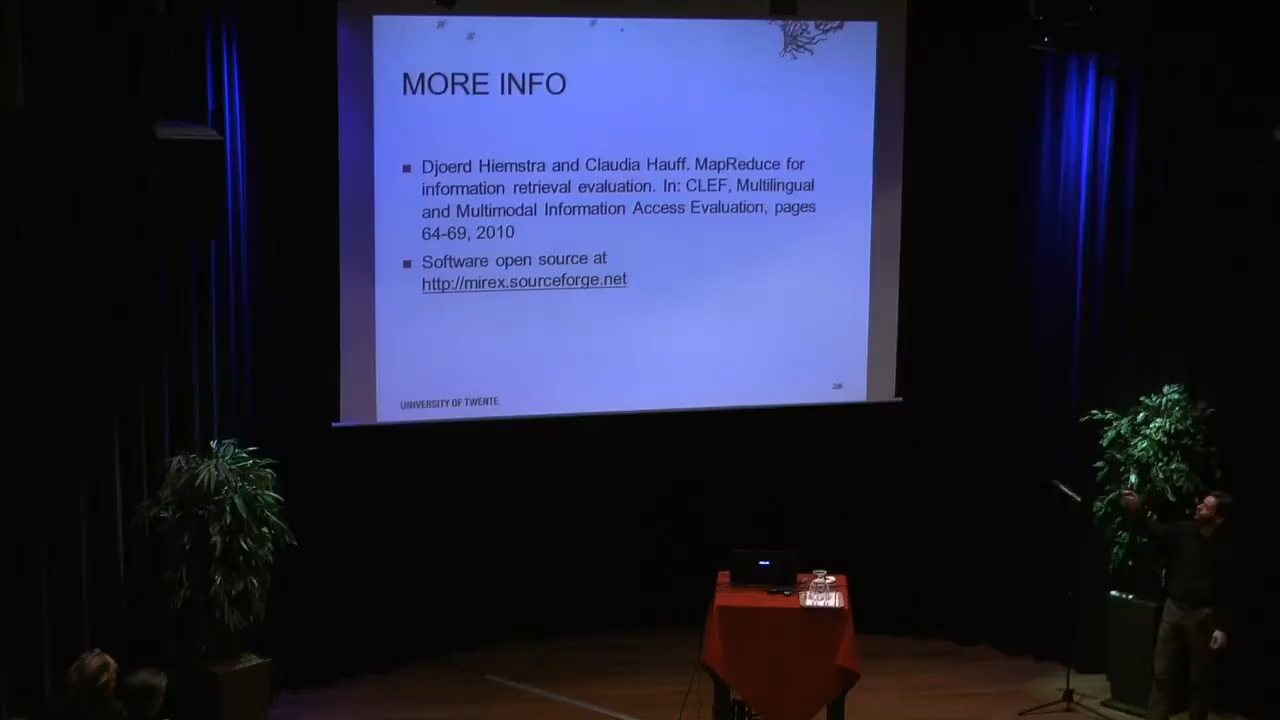 MORE INFO
Djoerd Hiemstra and Claudia Hauff. MapReduce for
information retrieval evaluation. In: CLEF, Multilingual
and Multimodal Information Access Evaluation, pages
64-69, 2010
Software open source at
http://mirex.sourceforge.net
UNIVERSITY OF TWENTE.